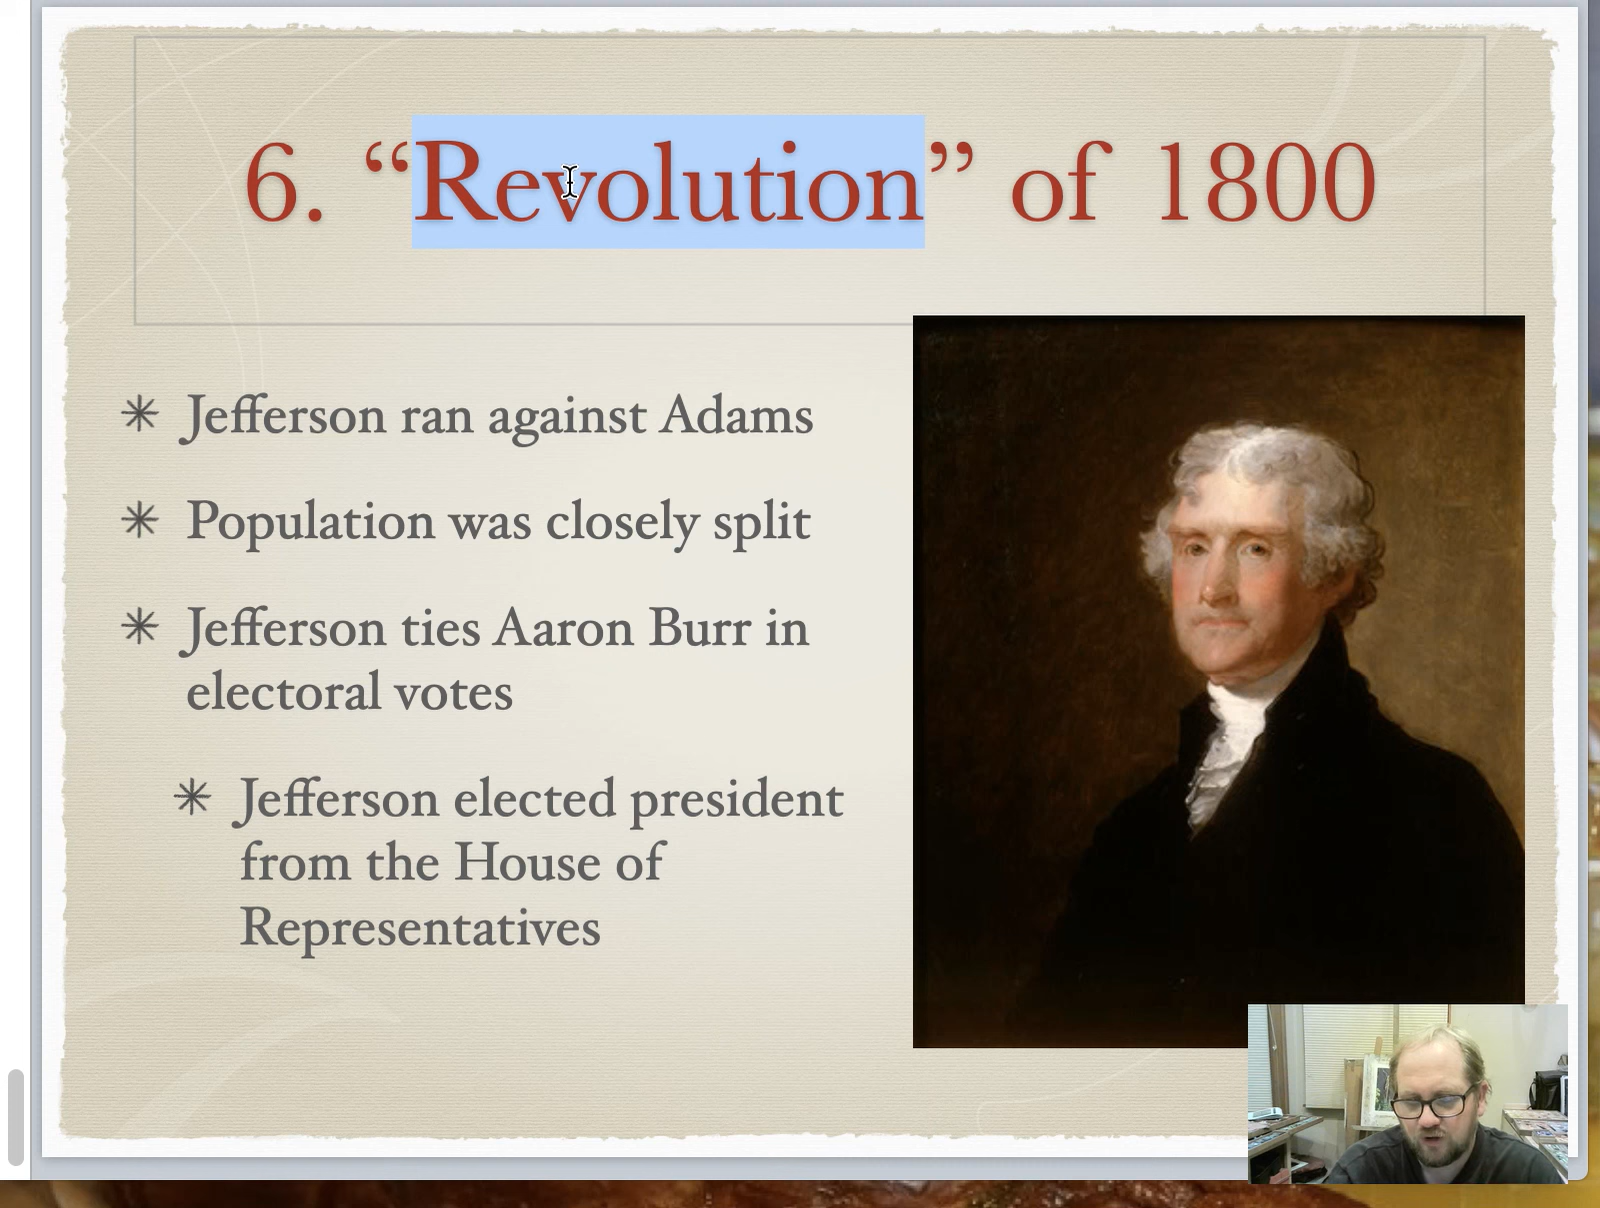 6. “Revolution” of 1800
Jefferson ran against Adams
Population was closely split
Jefferson ties Aaron Burr in
electoral votes
Jefferson elected president
from the House of
Representatives